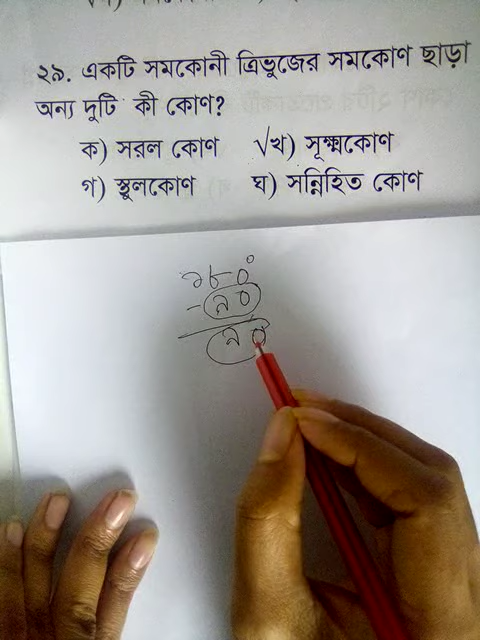 ২৯. একটি সমকোনী ত্রিভুজের সমকোণ ছাড়া
অন্য দুটি কী কোণ?
ক) সরল কোণ √খ) সূক্ষ্মকোণ
গ) স্থুলকোণ ঘ) সন্নিহিত কোণ
১৮০°
- ৯০
৯০